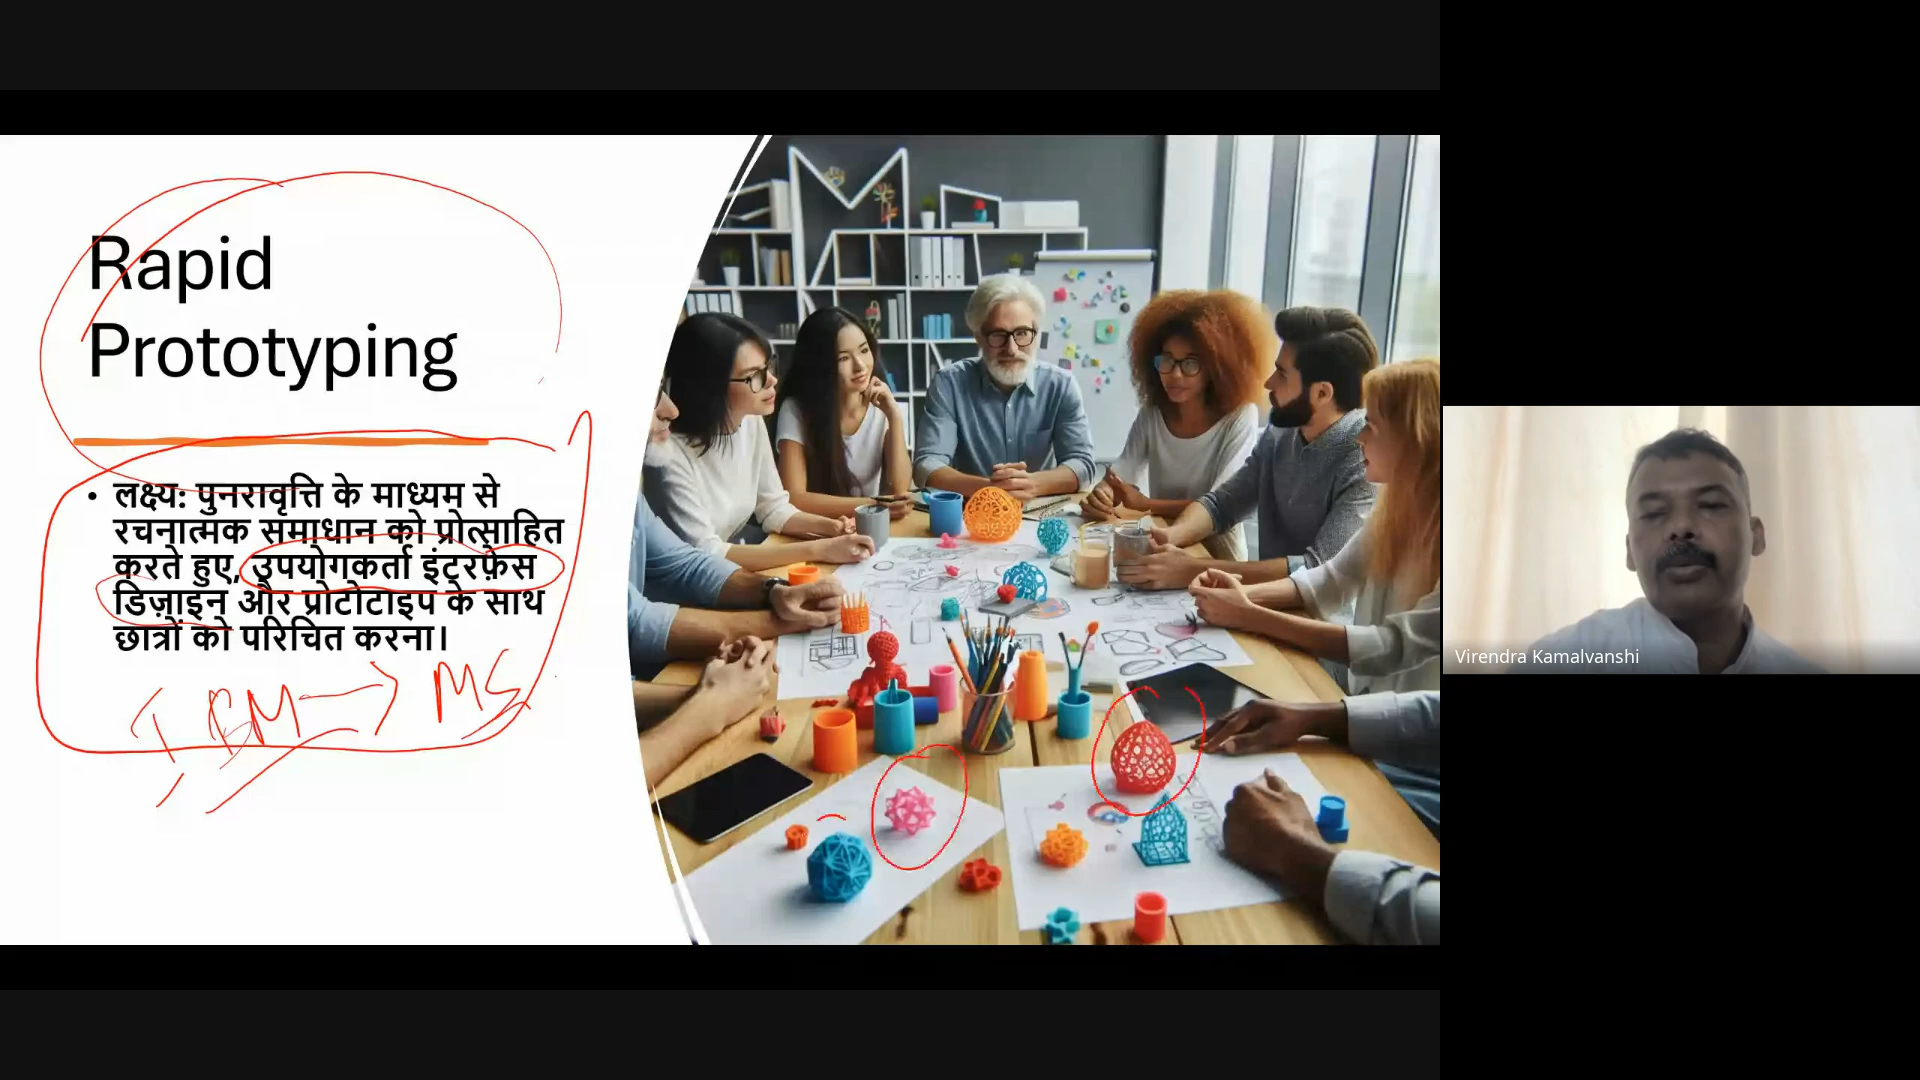 Rapid
Prototyping
• लक्ष्य: पुनरावृत्ति के माध्यम से
रचनात्मक समाधान को प्रोत्साहित
करते हुए, उपयोगकर्ता इंटरफ़ेस
डिज़ाइन और प्रोटोटाइप के साथ
छात्रों को परिचित करना।
IBM → MS
Virendra Kamalvanshi